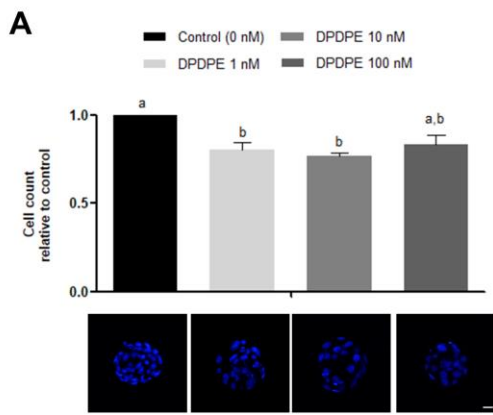 A
Control (0 nM) DPDPE 10 nM
DPDPE 1 nM DPDPE 100 nM
a
b
b
a,b
1.0
0.5
0.0
Cell count
relative to control